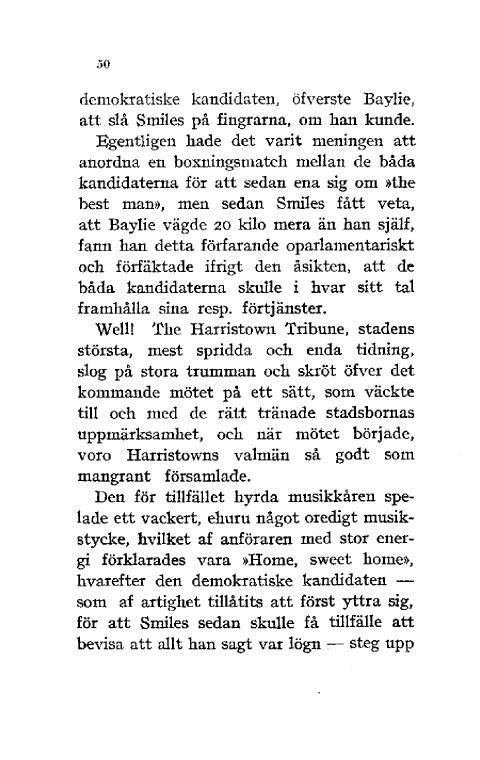 50
demokratiske kandidaten, öfverste Baylie,
att slå Smiles på fingrarna, om han kunde.
Egentligen hade det varit meningen att
anordna en boxningsmatch mellan de båda
kandidaterna för att sedan ena sig om »the
best man», men sedan Smiles fått veta,
att Baylie vägde 20 kilo mera än han själf,
fann han detta förfarande oparlamentariskt
och förfäktade ifrigt den åsikten, att de
båda kandidaterna skulle i hvar sitt tal
framhålla sina resp. förtjänster.
Well! The Harristown Tribune, stadens
största, mest spridda och enda tidning,
slog på stora trumman och skröt öfver det
kommande mötet på ett sätt, som väckte
till och med de rätt tränade stadsbornas
uppmärksamhet, och när mötet började,
voro Harristowns valmän så godt som
mangrant församlade.
Den för tillfället hyrda musikkåren spe-
lade ett vackert, ehuru något oredigt musik-
stycke, hvilket af anföraren med stor ener-
gi förklarades vara »Home, sweet home»,
hvarefter den demokratiske kandidaten —
som af artighet tillåtits att först yttra sig,
för att Smiles sedan skulle få tillfälle att
bevisa att allt han sagt var lögn — steg upp